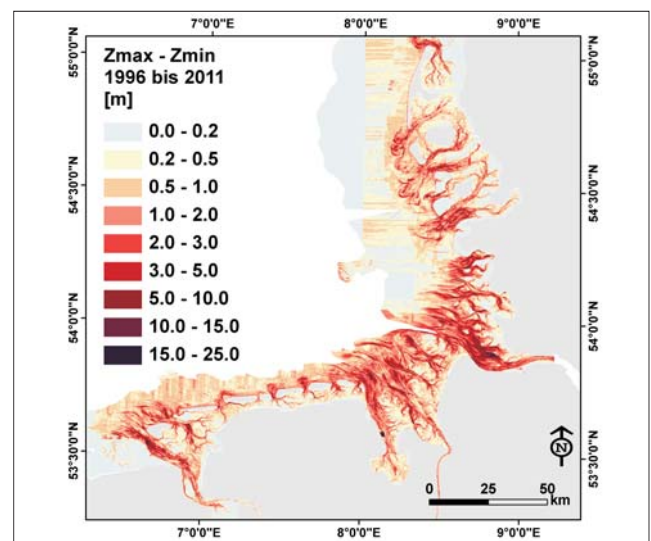 7°0'0"E 8°0'0"E 9°0'0"E
55°0'0"N
55°0'0"N
Zmax - Zmin
1996 bis 2011
[m]
0.0 - 0.2
0.2 - 0.5
0.5 - 1.0
1.0 - 2.0
2.0 - 3.0
3.0 - 5.0
5.0 - 10.0
10.0 - 15.0
15.0 - 25.0
54°30'0"N
54°30'0"N
54°0'0"N
54°0'0"N
53°30'0"N
53°30'0"N
N
0 25 50
km
7°0'0"E 8°0'0"E 9°0'0"E